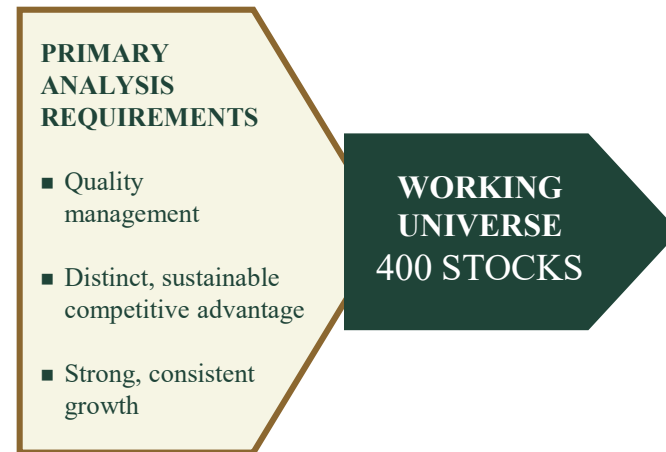 PRIMARY
ANALYSIS
REQUIREMENTS
■ Quality
management
■ Distinct, sustainable
competitive advantage
■ Strong, consistent
growth
WORKING
UNIVERSE
400 STOCKS